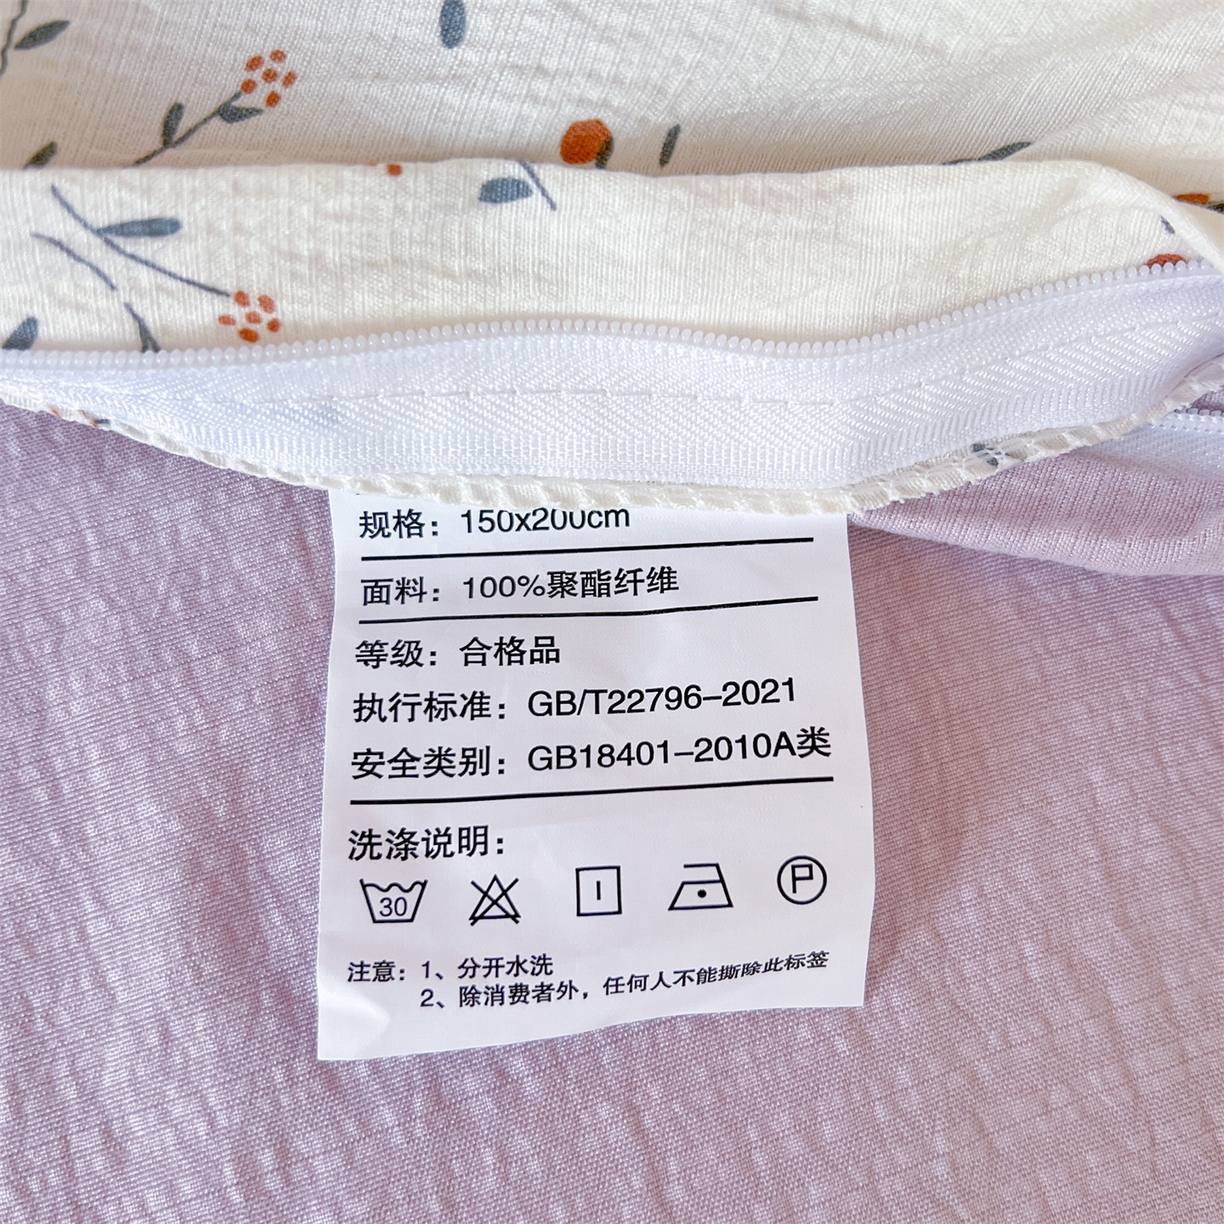 规格：150x200cm
面料：100%聚酯纤维
等级：合格品
执行标准：GB/T22796–2021
安全类别：GB18401–2010A类
洗涤说明：
30 P
注意：1、分开水洗
2、除消费者外，任何人不能撕除此标签